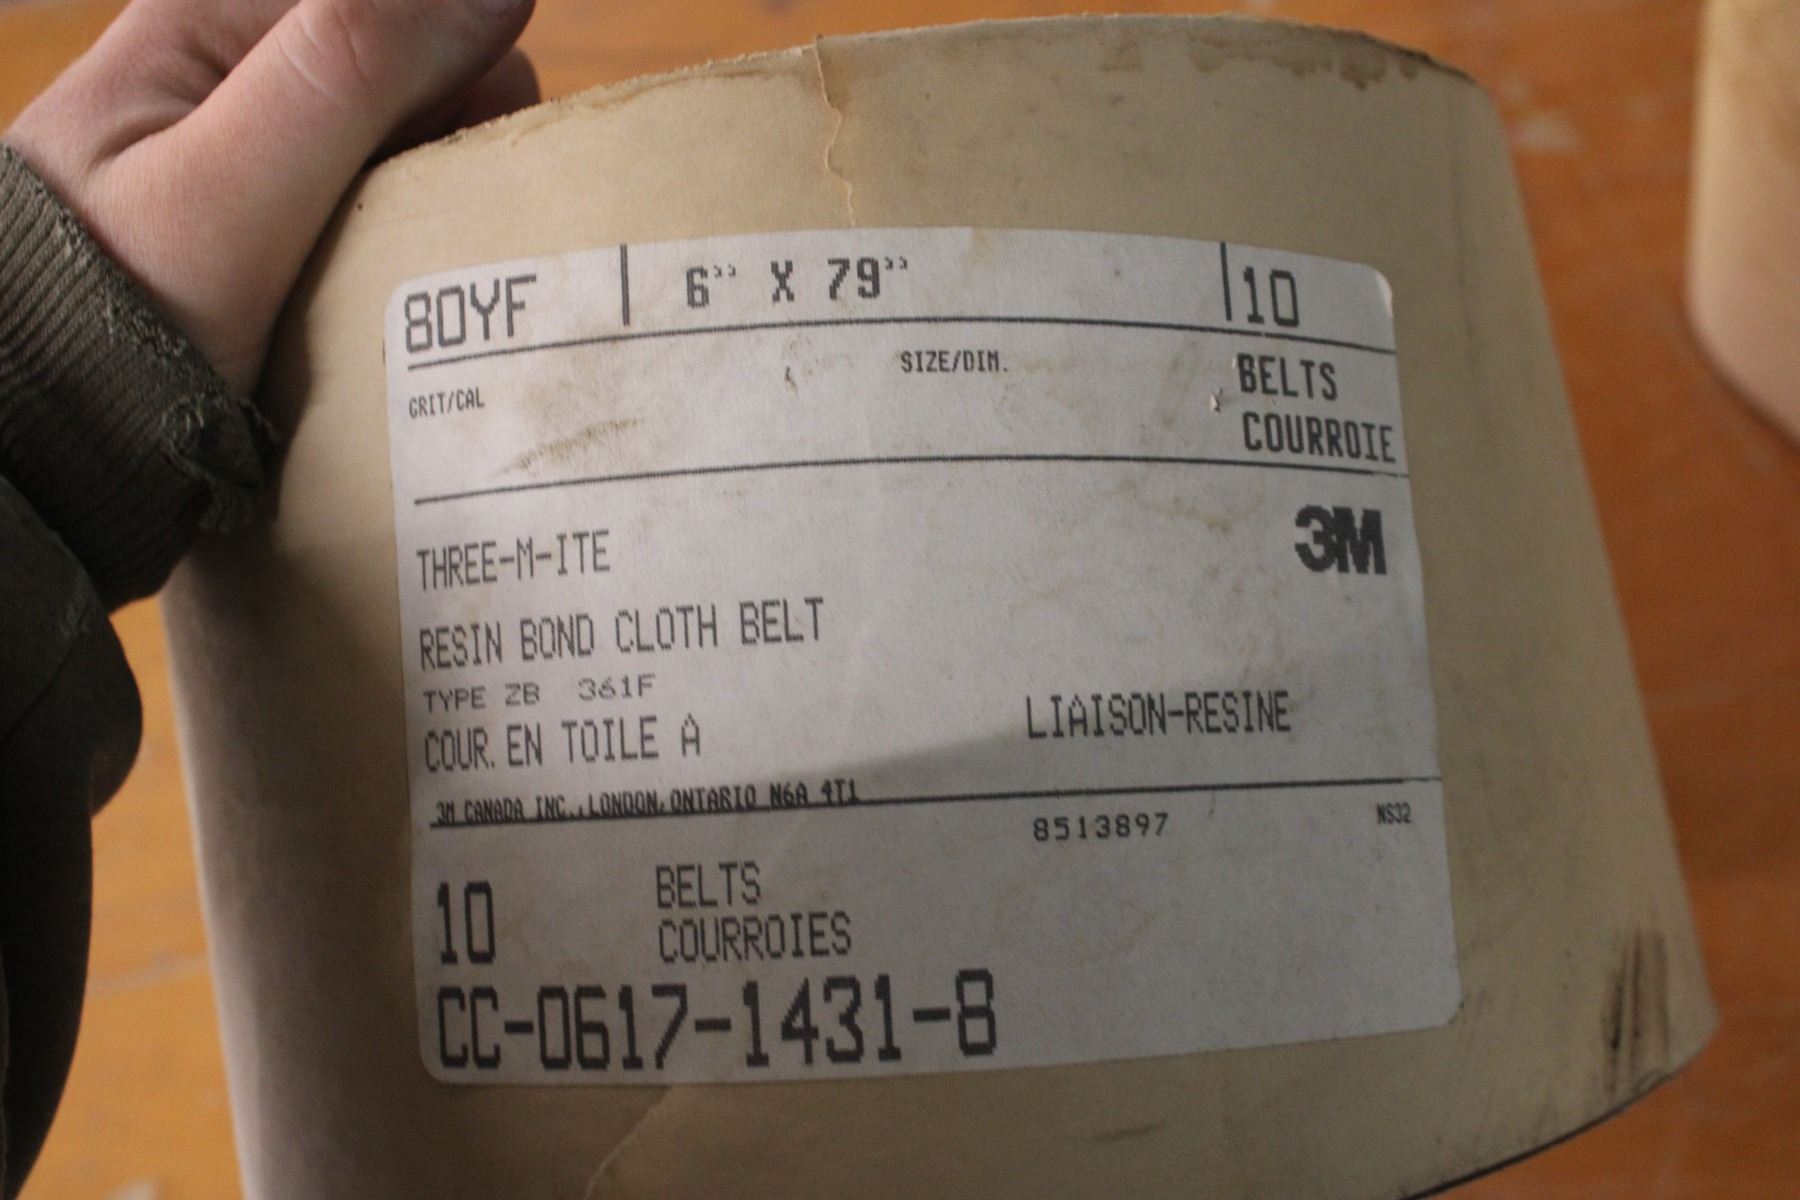 80YF 6" X 79" 10
GRIT/CAL SIZE/DIM. BELTS
COURROIE
THREE-M-ITE 3M
RESIN BOND CLOTH BELT
TYPE ZB 361F
COUR. EN TOILE A LIAISON-RESINE
3M CANADA INC., LONDON, ONTARIO N6A 4T1
8513897 NS32
10 BELTS
COURROIES
CC-0617-1431-8